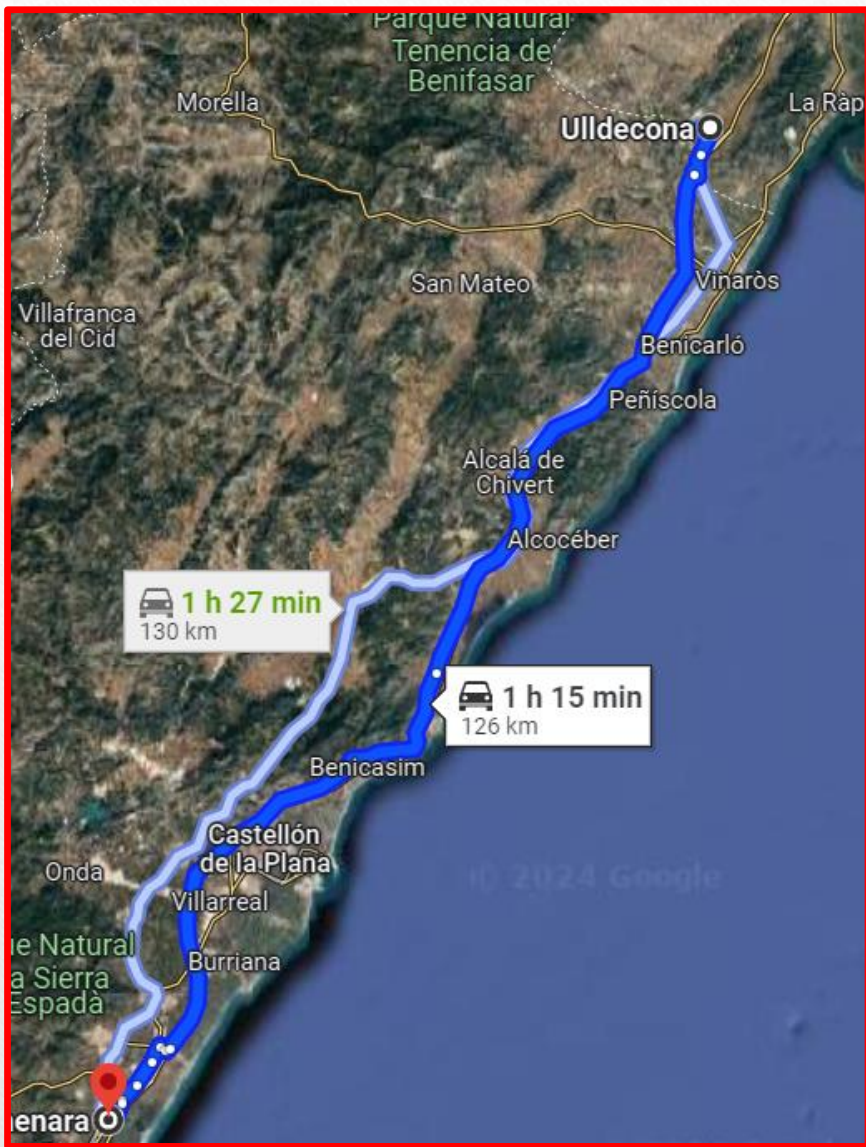 Parque Natural
Tenencia de
Benifasar
Morella
La Ràp
Ulldecona
San Mateo
Vinaròs
Villafranca
del Cid
Benicarló
Peñíscola
Alcalá de
Chivert
Alcocéber
1 h 27 min
130 km
1 h 15 min
126 km
Benicasim
Castellón
de la Plana
Onda
© 2024 Google
Villarreal
ue Natural
a Sierra
Espadà
Burriana
enara